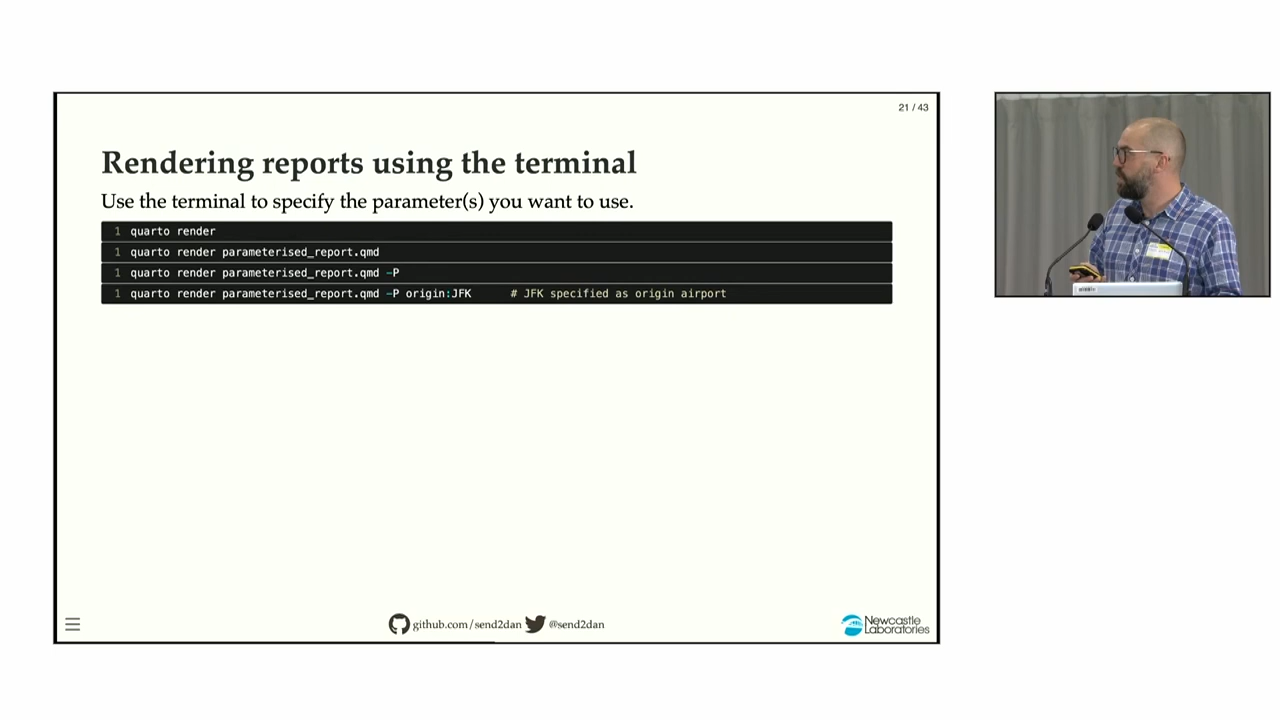 21 / 43
Rendering reports using the terminal
Use the terminal to specify the parameter(s) you want to use.
1 quarto render
1 quarto render parameterised_report.qmd
1 quarto render parameterised_report.qmd -P
1 quarto render parameterised_report.qmd -P origin:JFK # JFK specified as origin airport
github.com/send2dan @send2dan
Newcastle
Laboratories